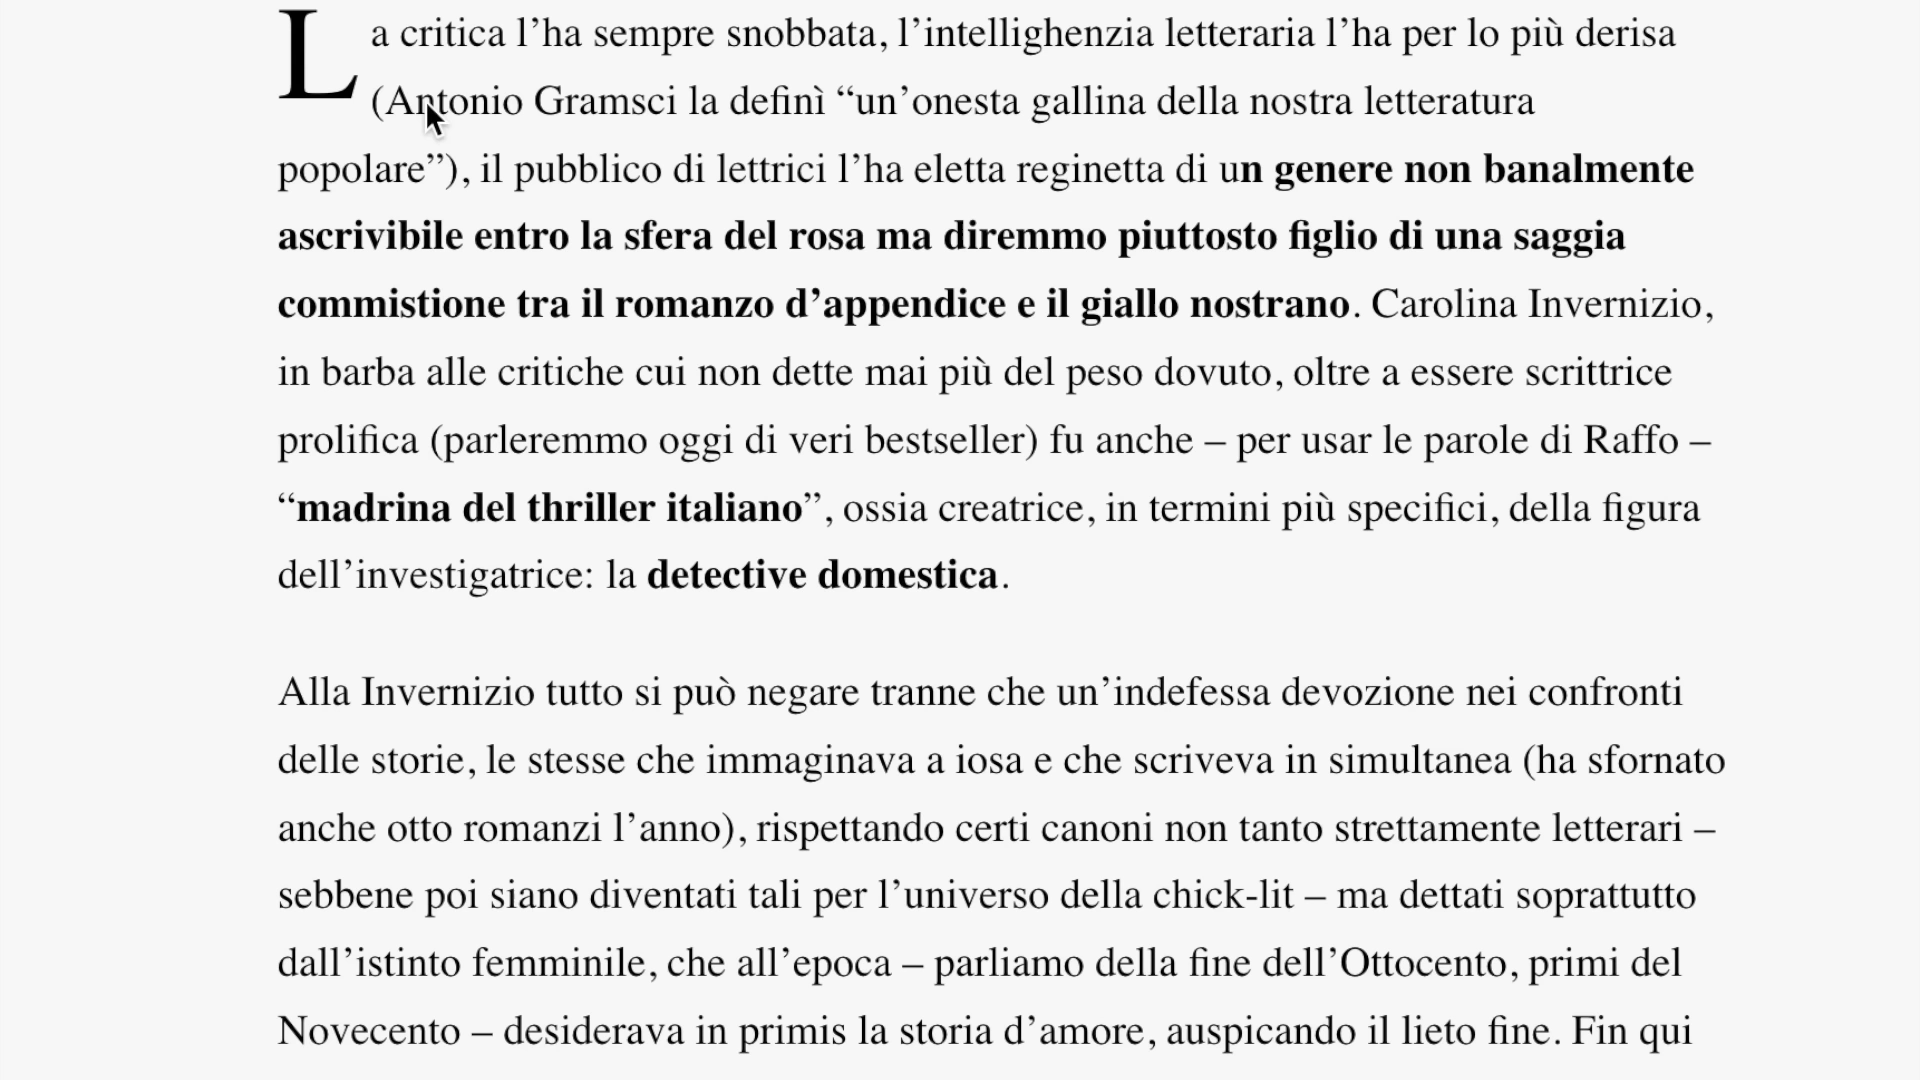 La critica l’ha sempre snobbata, l’intellighenzia letteraria l’ha per lo più derisa
(Antonio Gramsci la definì “un’onesta gallina della nostra letteratura
popolare”), il pubblico di lettrici l’ha eletta reginetta di un genere non banalmente
ascrivibile entro la sfera del rosa ma diremmo piuttosto figlio di una saggia
commistione tra il romanzo d’appendice e il giallo nostrano. Carolina Invernizio,
in barba alle critiche cui non dette mai più del peso dovuto, oltre a essere scrittrice
prolifica (parleremmo oggi di veri bestseller) fu anche – per usar le parole di Raffo –
“madrina del thriller italiano”, ossia creatrice, in termini più specifici, della figura
dell’investigatrice: la detective domestica.
Alla Invernizio tutto si può negare tranne che un’indefessa devozione nei confronti
delle storie, le stesse che immaginava a iosa e che scriveva in simultanea (ha sfornato
anche otto romanzi l’anno), rispettando certi canoni non tanto strettamente letterari –
sebbene poi siano diventati tali per l’universo della chick-lit – ma dettati soprattutto
dall’istinto femminile, che all’epoca – parliamo della fine dell’Ottocento, primi del
Novecento – desiderava in primis la storia d’amore, auspicando il lieto fine. Fin qui